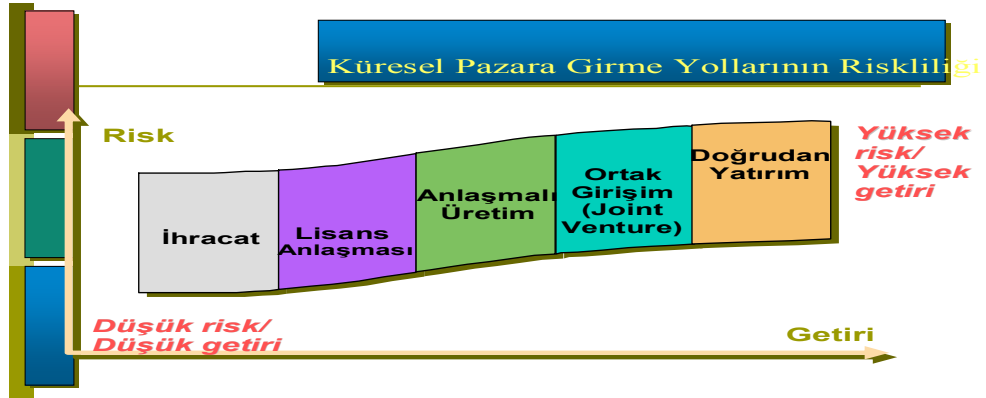 Küresel Pazara Girme Yollarının Riskliliği
Risk
İhracat
Lisans
Anlaşması
Anlaşmalı
Üretim
Ortak
Girişim
(Joint
Venture)
Doğrudan
Yatırım
Yüksek
risk/
Yüksek
getiri
Düşük risk/
Düşük getiri
Getiri